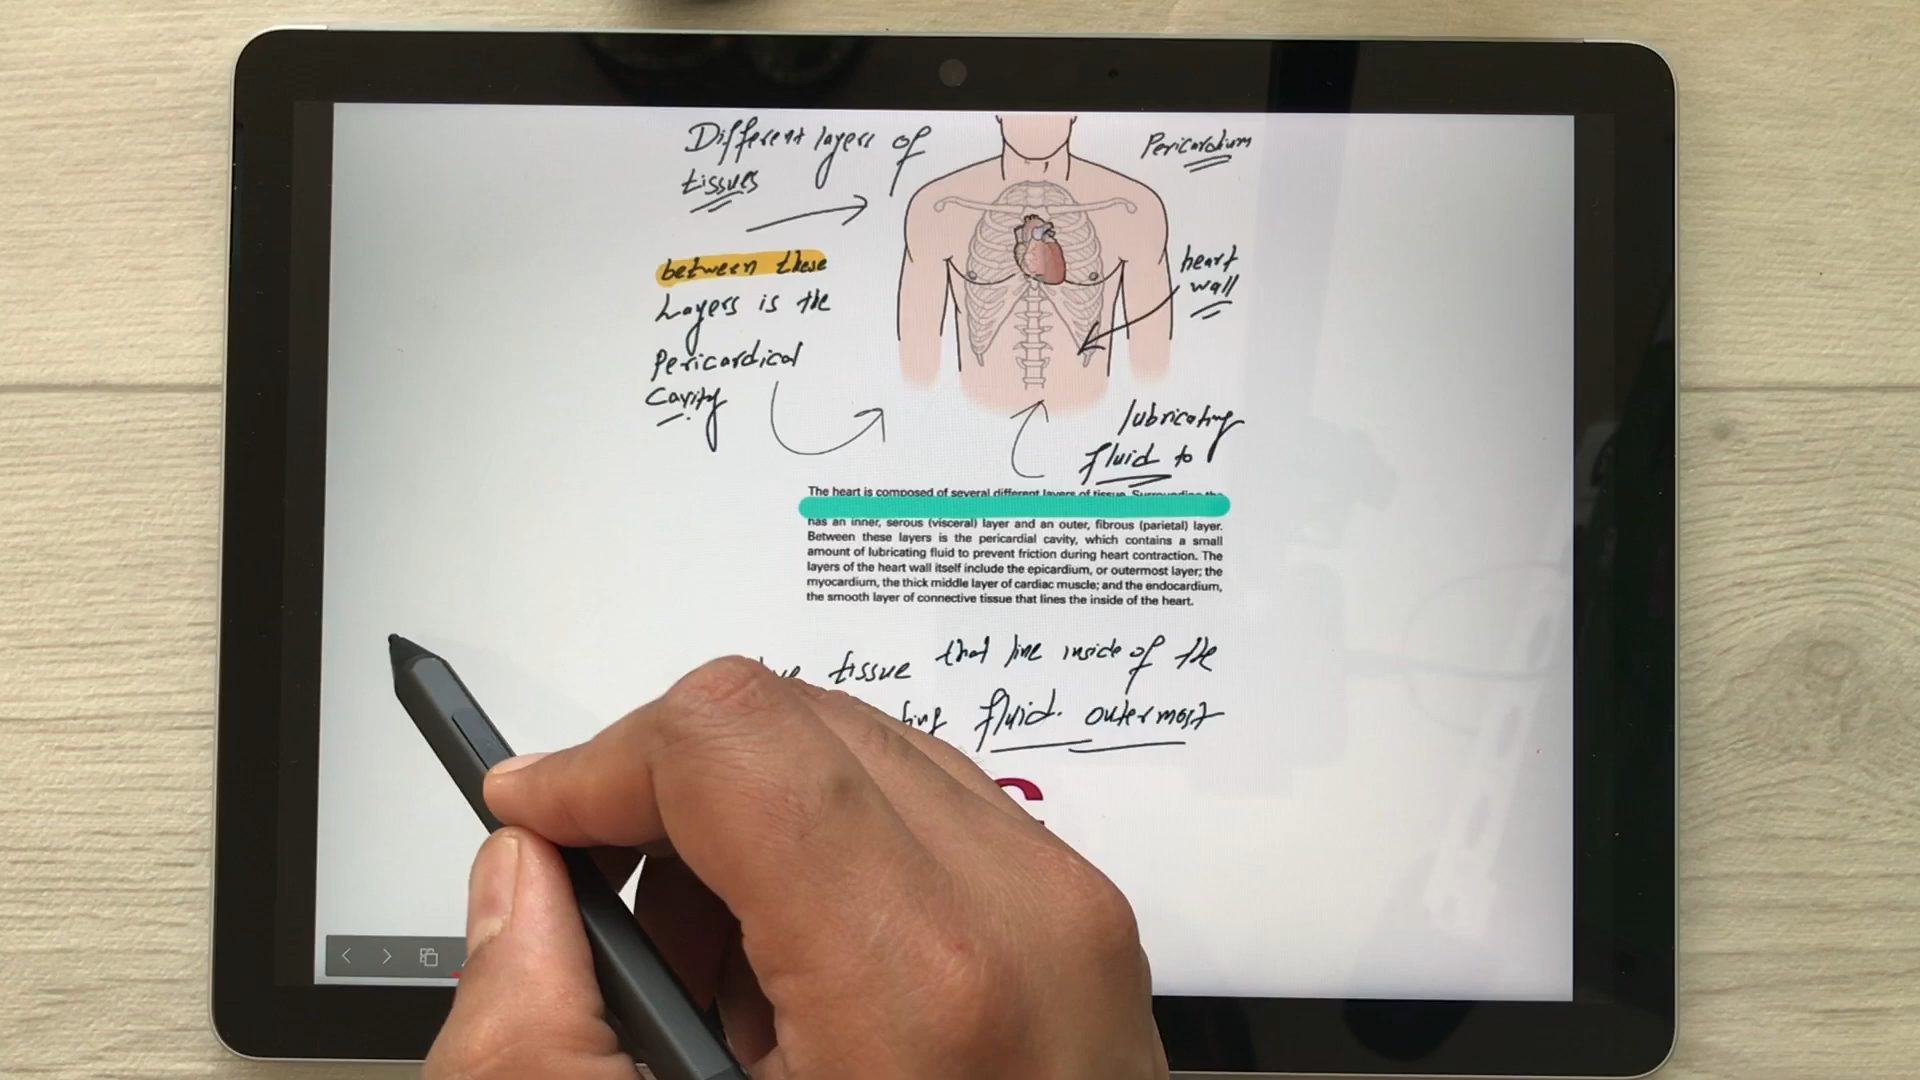 Different layers of
tissues
Pericardium
between these
Layers is the
Pericardical
Cavity
heart
wall
lubricating
fluid to
The heart is composed of several different layers of tissue. Surrounding the
has an inner, serous (visceral) layer and an outer, fibrous (parietal) layer.
Between these layers is the pericardial cavity, which contains a small
amount of lubricating fluid to prevent friction during heart contraction. The
layers of the heart wall itself include the epicardium, or outermost layer; the
myocardium, the thick middle layer of cardiac muscle; and the endocardium,
the smooth layer of connective tissue that lines the inside of the heart.
tissue that line inside of the
fluid. outermost